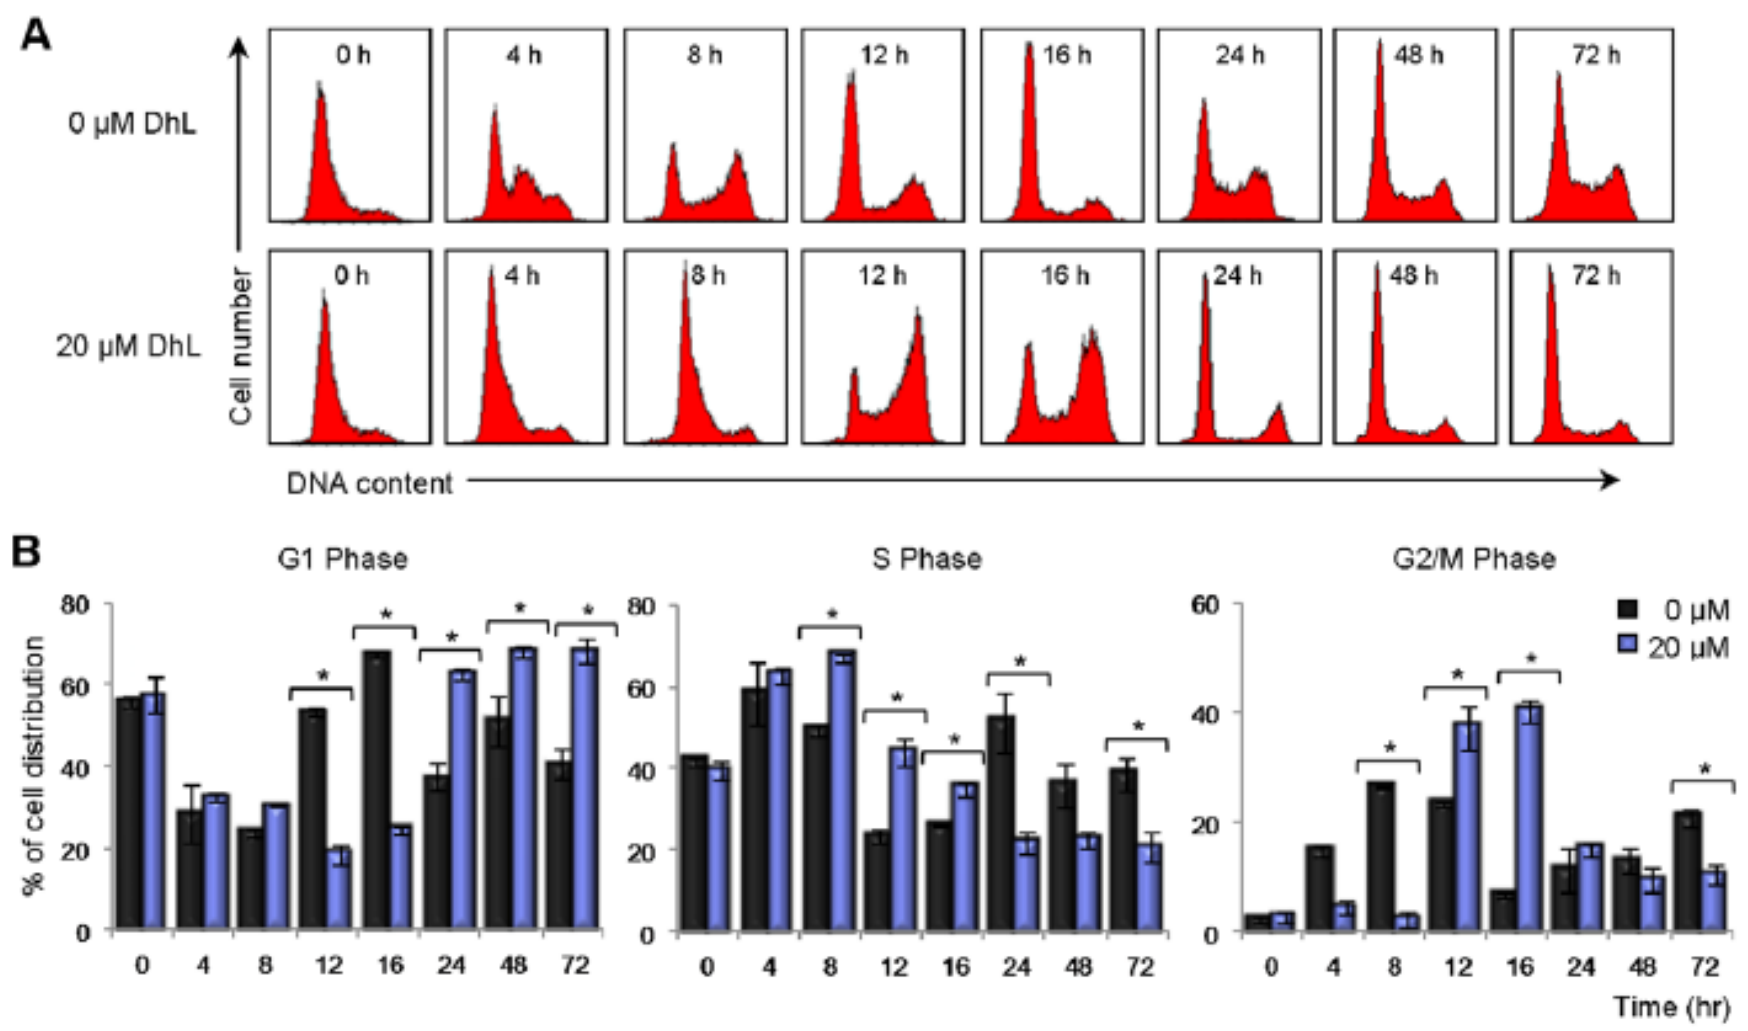 A
0 h 4 h 8 h 12 h 16 h 24 h 48 h 72 h
0 µM DhL
0 h 4 h 8 h 12 h 16 h 24 h 48 h 72 h
20 µM DhL
Cell number
DNA content
B
G1 Phase S Phase G2/M Phase
% of cell distribution
80
60
40
20
0
0 4 8 12 16 24 48 72
* * * * *
80
60
40
20
0
0 4 8 12 16 24 48 72
* * * * *
60
40
20
0
0 4 8 12 16 24 48 72
* * * *
0 µM
20 µM
Time (hr)